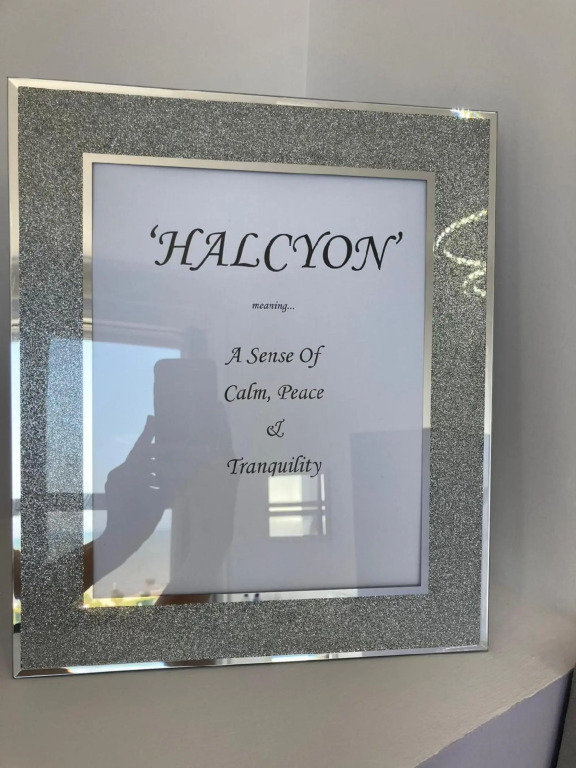 ‘HALCYON’
meaning...
A Sense Of
Calm, Peace
&
Tranquility